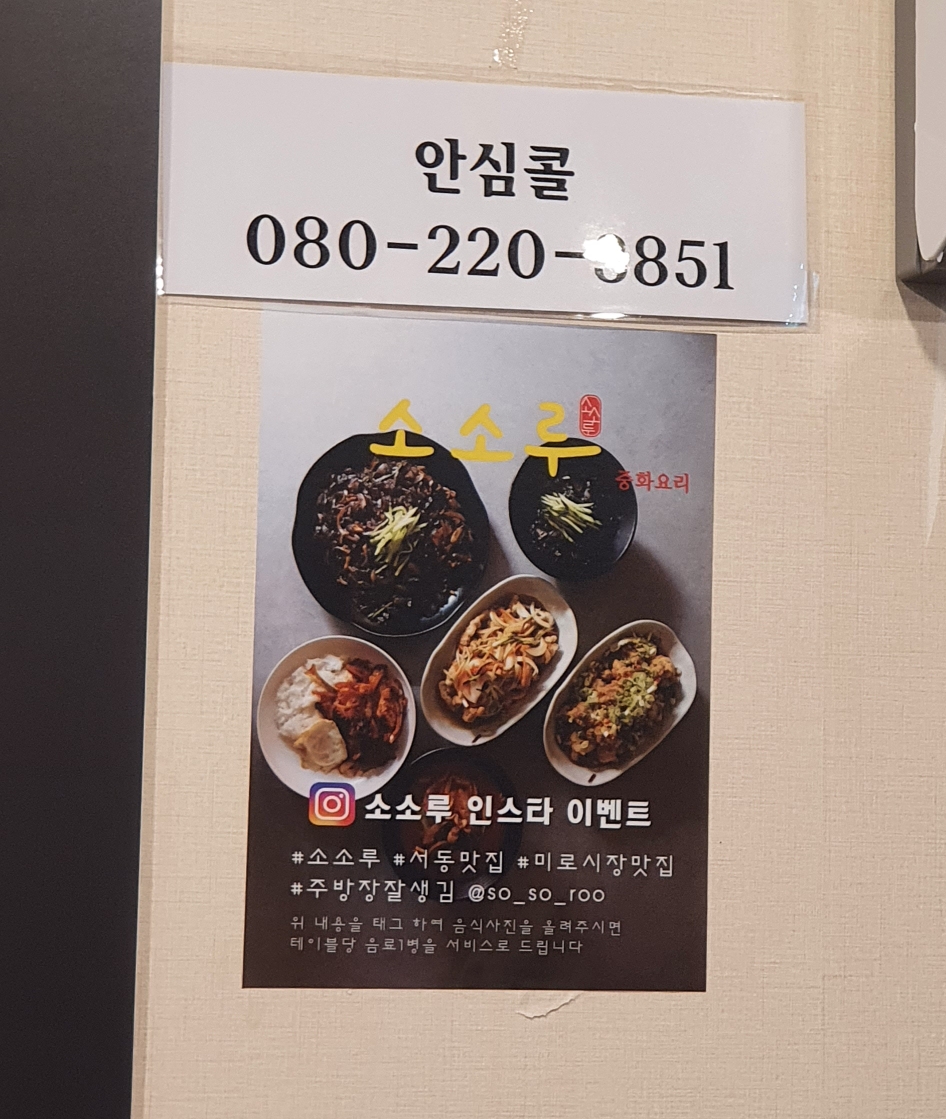 안심콜
080-220-8851
소소루
소소루
중화요리
소소루 인스타 이벤트
#소소루 #서동맛집 #미로시장맛집
#주방장잘생김 @so_so_roo
위 내용을 태그 하여 음식사진을 올려주시면
테이블당 음료1병을 서비스로 드립니다